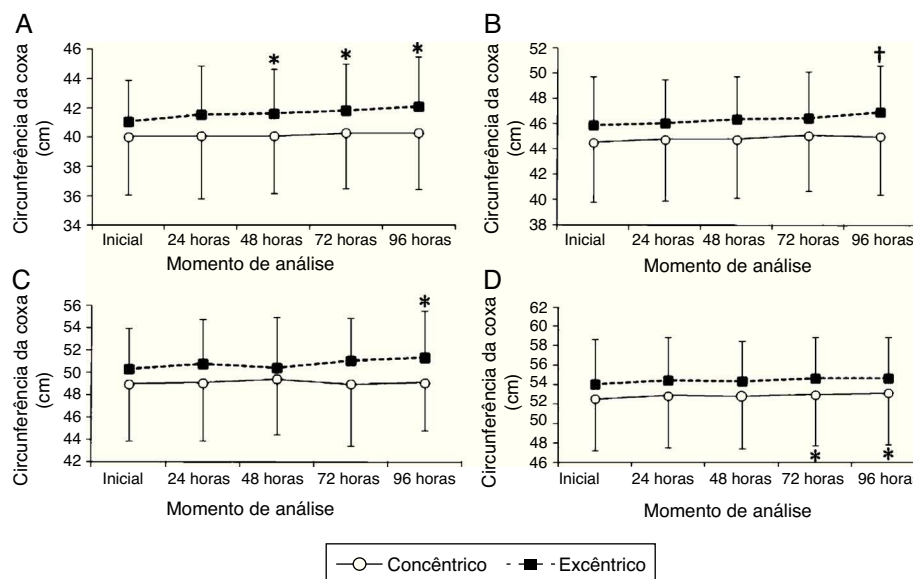 A
Circunferência da coxa
(cm)
46
44
42
40
38
36
34
* * *
Inicial 24 horas 48 horas 72 horas 96 horas
Momento de análise
B
Circunferência da coxa
(cm)
52
50
48
46
44
42
40
38
†
Inicial 24 horas 48 horas 72 horas 96 horas
Momento de análise
C
Circunferência da coxa
(cm)
56
54
52
50
48
46
44
42
*
Inicial 24 horas 48 horas 72 horas 96 horas
Momento de análise
D
Circunferência da coxa
(cm)
62
60
58
56
54
52
50
48
46
* *
Inicial 24 horas 48 horas 72 horas 96 horas
Momento de análise
Concêntrico Excêntrico